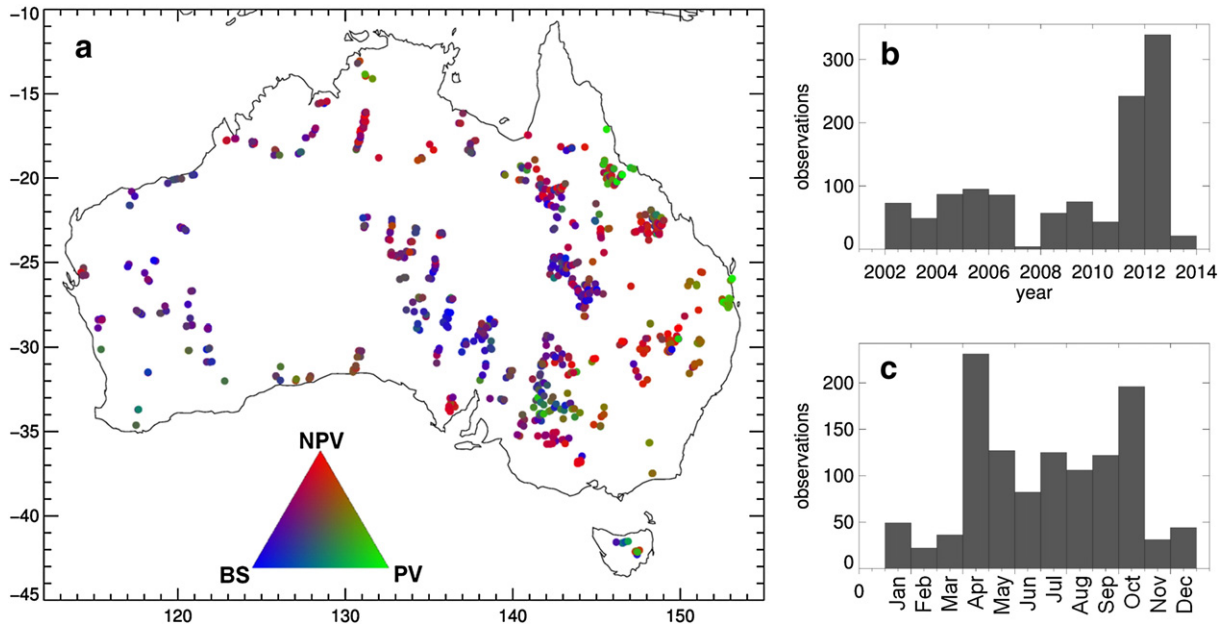 a
−10
−15
−20
−25
−30
−35
−40
−45
120
130
140
150
NPV
BS
PV
b
observations
300
200
100
0
2002
2004
2006
2008
2010
2012
2014
year
c
observations
200
150
100
50
0
0
Jan
Feb
Mar
Apr
May
Jun
Jul
Aug
Sep
Oct
Nov
Dec